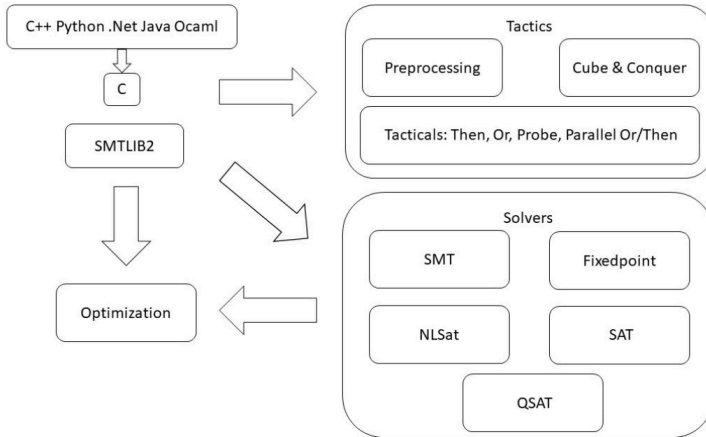 C++ Python .Net Java Ocaml
C
SMTLIB2
Optimization
Tactics
Preprocessing
Cube & Conquer
Tacticals: Then, Or, Probe, Parallel Or/Then
Solvers
SMT
Fixedpoint
NLSat
SAT
QSAT